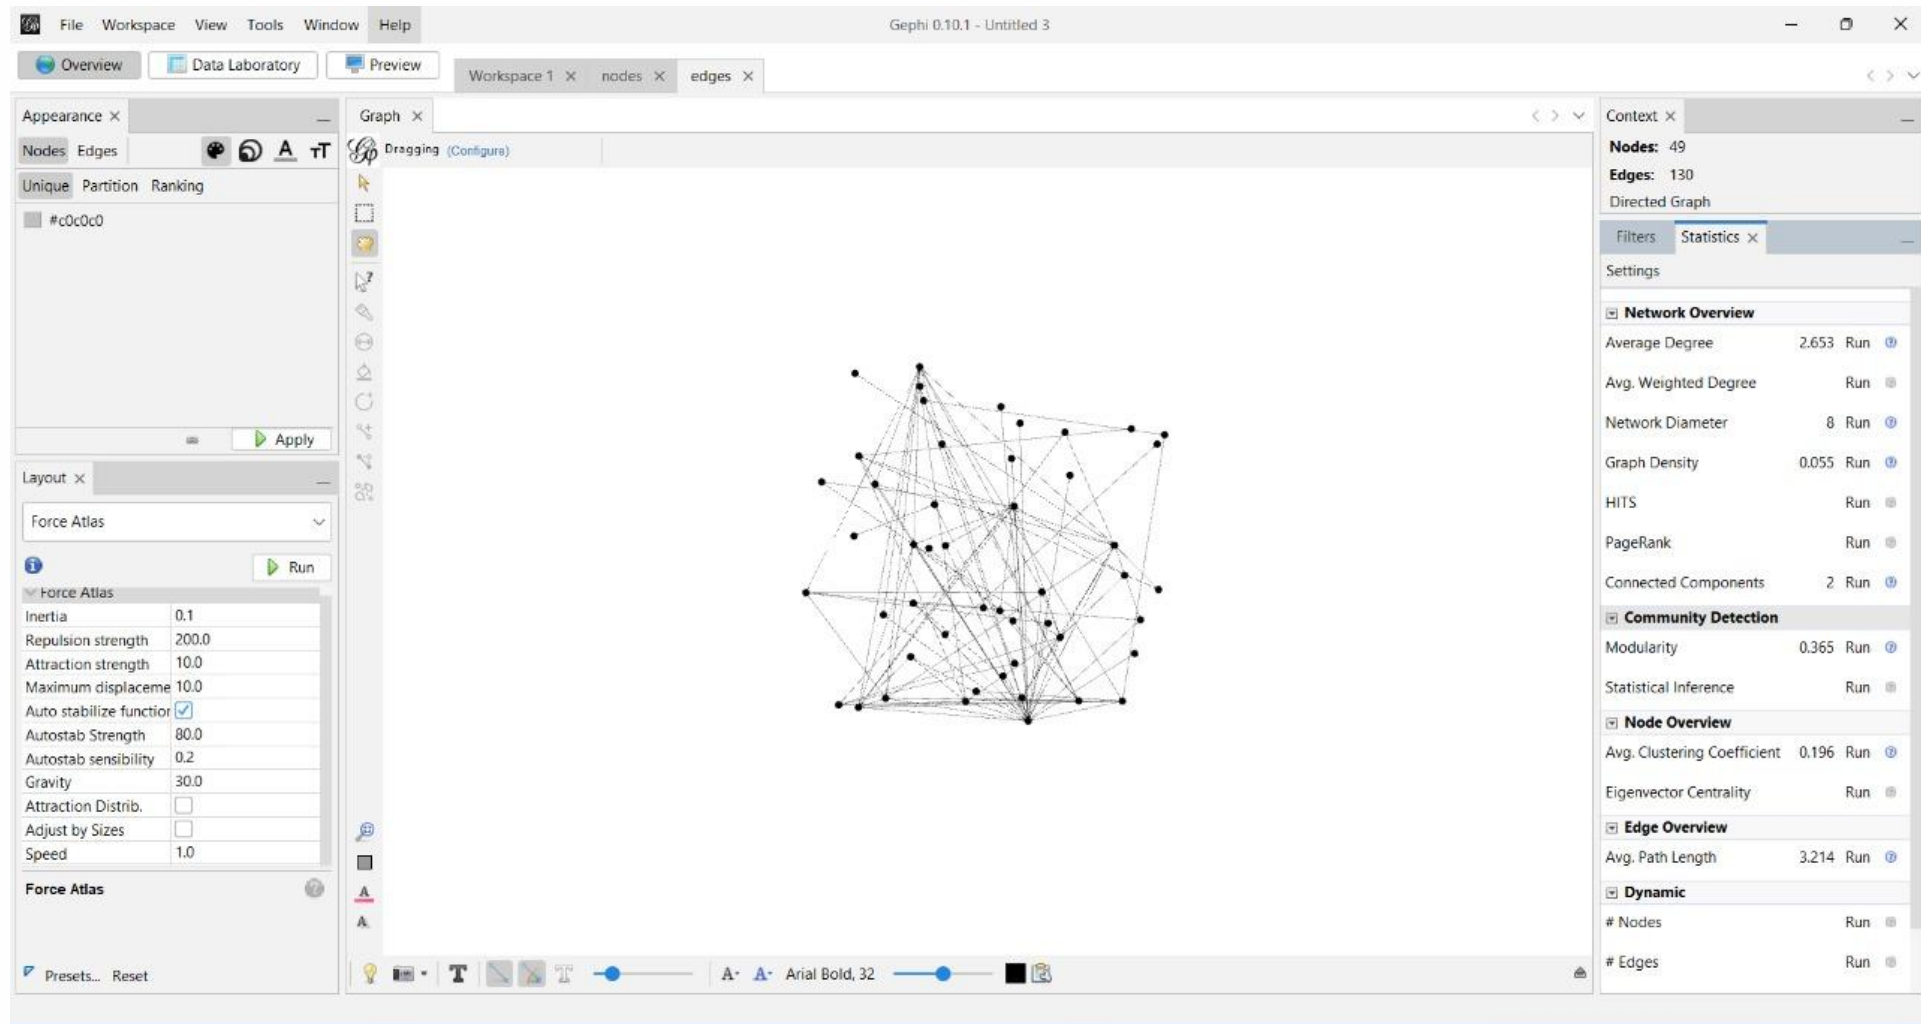 File Workspace View Tools Window Help
Gephi 0.10.1 - Untitled 3
Overview Data Laboratory Preview
Workspace 1 nodes edges
Appearance
Nodes Edges
Unique Partition Ranking
#c0c0c0
Apply
Layout
Force Atlas
Run
Force Atlas
Inertia 0.1
Repulsion strength 200.0
Attraction strength 10.0
Maximum displaceme 10.0
Auto stabilize function
Autostab Strength 80.0
Autostab sensibility 0.2
Gravity 30.0
Attraction Distrib.
Adjust by Sizes
Speed 1.0
Force Atlas
Presets... Reset
Graph
Dragging (Configure)
Arial Bold, 32
Context
Nodes: 49
Edges: 130
Directed Graph
Filters Statistics
Settings
Network Overview
Average Degree 2.653 Run
Avg. Weighted Degree Run
Network Diameter 8 Run
Graph Density 0.055 Run
HITS Run
PageRank Run
Connected Components 2 Run
Community Detection
Modularity 0.365 Run
Statistical Inference Run
Node Overview
Avg. Clustering Coefficient 0.196 Run
Eigenvector Centrality Run
Edge Overview
Avg. Path Length 3.214 Run
Dynamic
# Nodes Run
# Edges Run